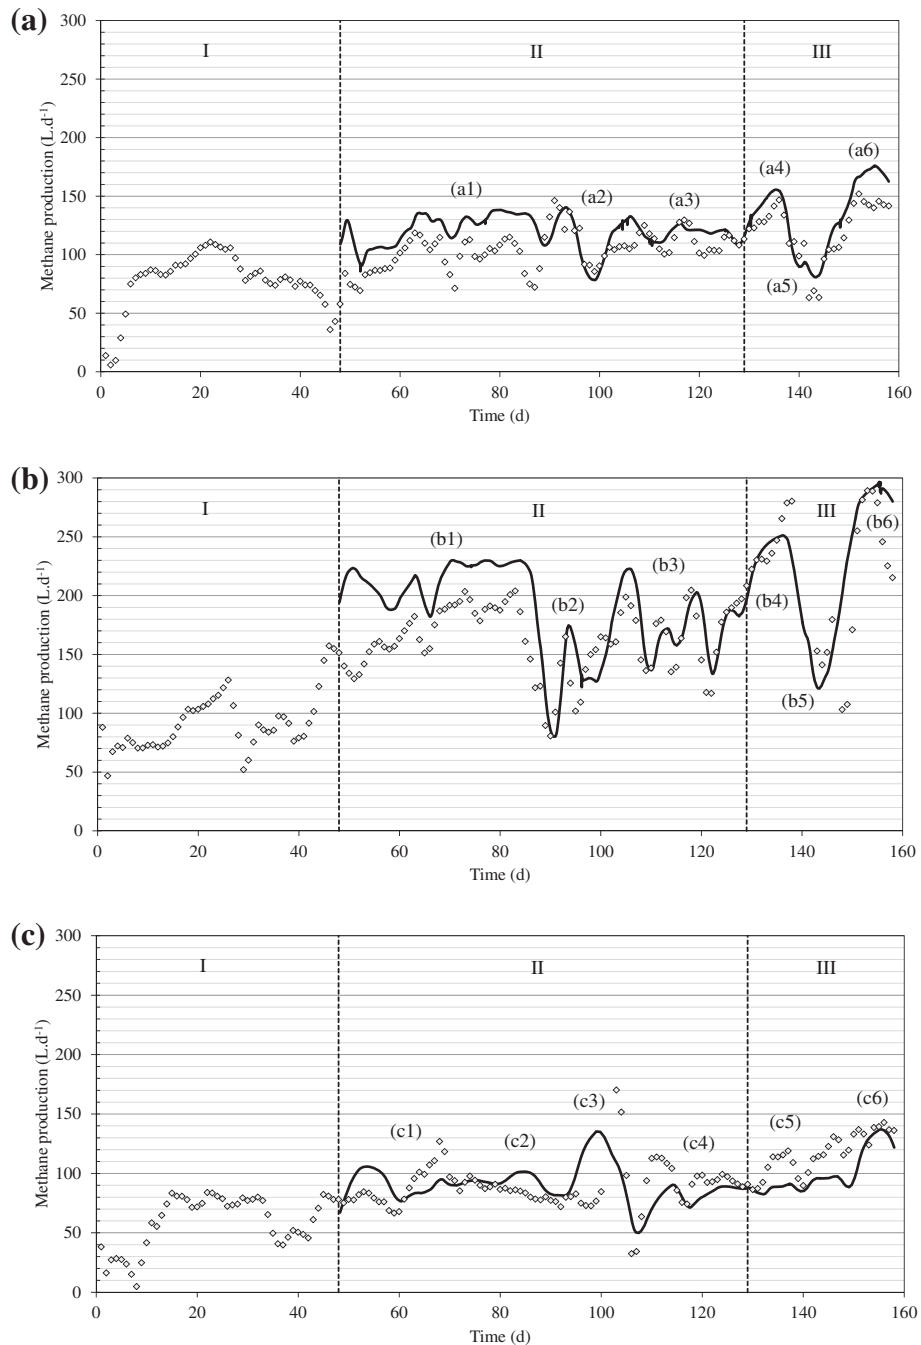 (a)
300
250
200
150
100
50
0
Methane production (L.d-1)
I
II
III
(a1)
(a2)
(a3)
(a4)
(a5)
(a6)
0
20
40
60
80
100
120
140
160
Time (d)
(b)
300
250
200
150
100
50
0
Methane production (L.d-1)
I
II
III
(b1)
(b2)
(b3)
(b4)
(b5)
(b6)
0
20
40
60
80
100
120
140
160
Time (d)
(c)
300
250
200
150
100
50
0
Methane production (L.d-1)
I
II
III
(c1)
(c2)
(c3)
(c4)
(c5)
(c6)
0
20
40
60
80
100
120
140
160
Time (d)